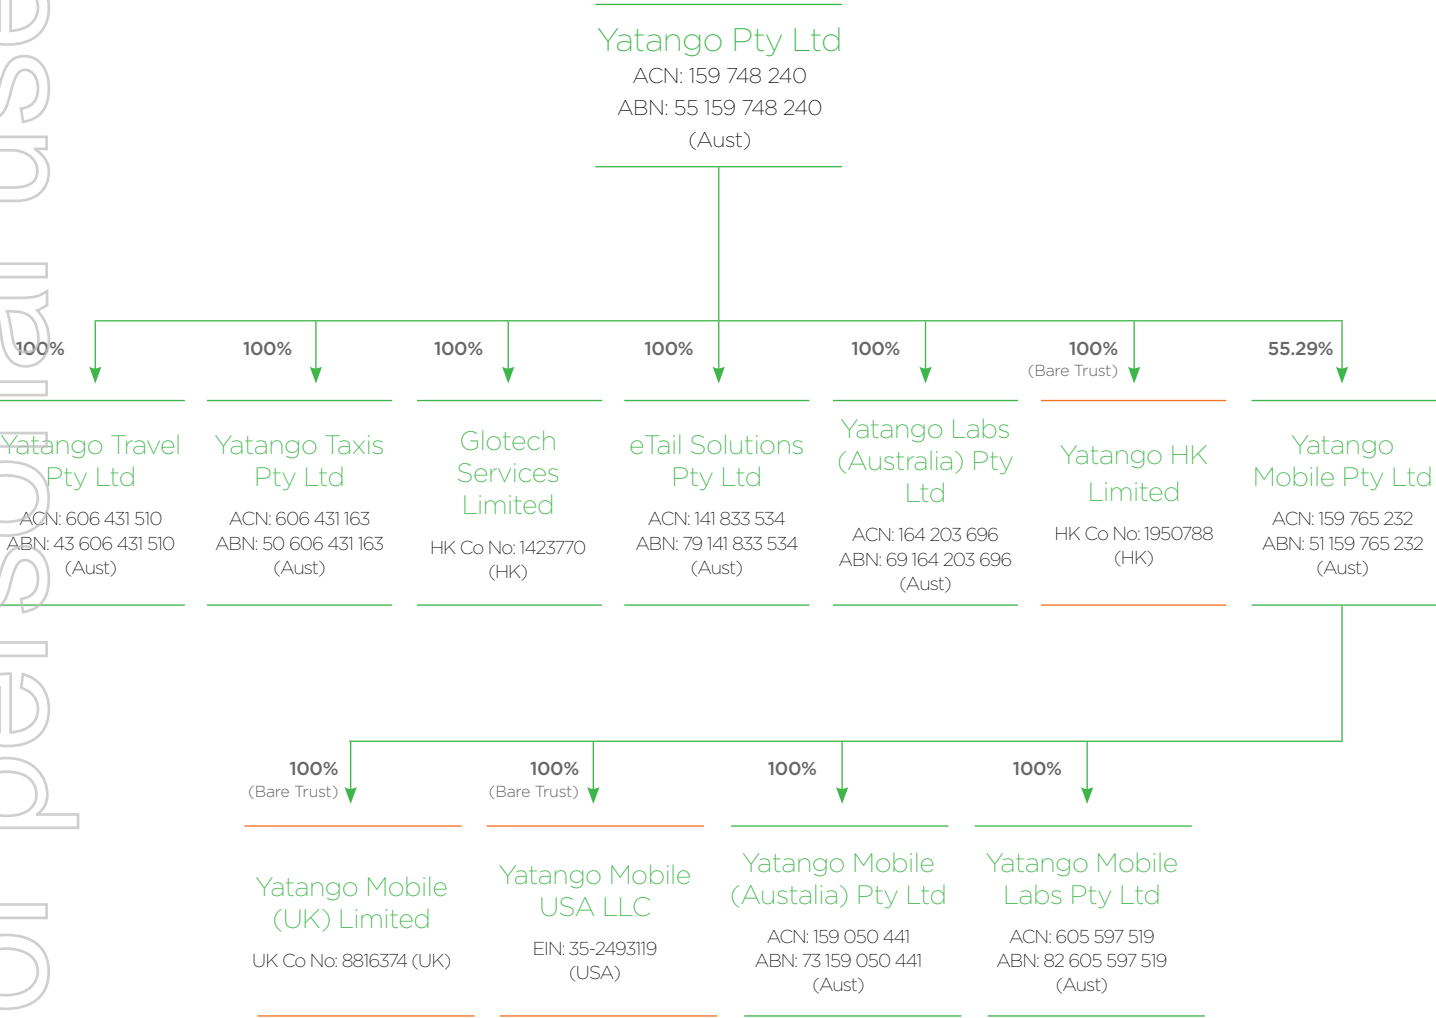 Yatango Pty Ltd
ACN: 159 748 240
ABN: 55 159 748 240
(Aust)
100%
100%
100%
100%
100%
100%
(Bare Trust)
55.29%
Yatango Travel
Pty Ltd
ACN: 606 431 510
ABN: 43 606 431 510
(Aust)
Yatango Taxis
Pty Ltd
ACN: 606 431 163
ABN: 50 606 431 163
(Aust)
Glotech
Services
Limited
HK Co No: 1423770
(HK)
eTail Solutions
Pty Ltd
ACN: 141 833 534
ABN: 79 141 833 534
(Aust)
Yatango Labs
(Australia) Pty
Ltd
ACN: 164 203 696
ABN: 69 164 203 696
(Aust)
Yatango HK
Limited
HK Co No: 1950788
(HK)
Yatango
Mobile Pty Ltd
ACN: 159 765 232
ABN: 51 159 765 232
(Aust)
100%
(Bare Trust)
100%
(Bare Trust)
100%
100%
Yatango Mobile
(UK) Limited
UK Co No: 8816374 (UK)
Yatango Mobile
USA LLC
EIN: 35-2493119
(USA)
Yatango Mobile
(Austalia) Pty Ltd
ACN: 159 050 441
ABN: 73 159 050 441
(Aust)
Yatango Mobile
Labs Pty Ltd
ACN: 605 597 519
ABN: 82 605 597 519
(Aust)
or personal use